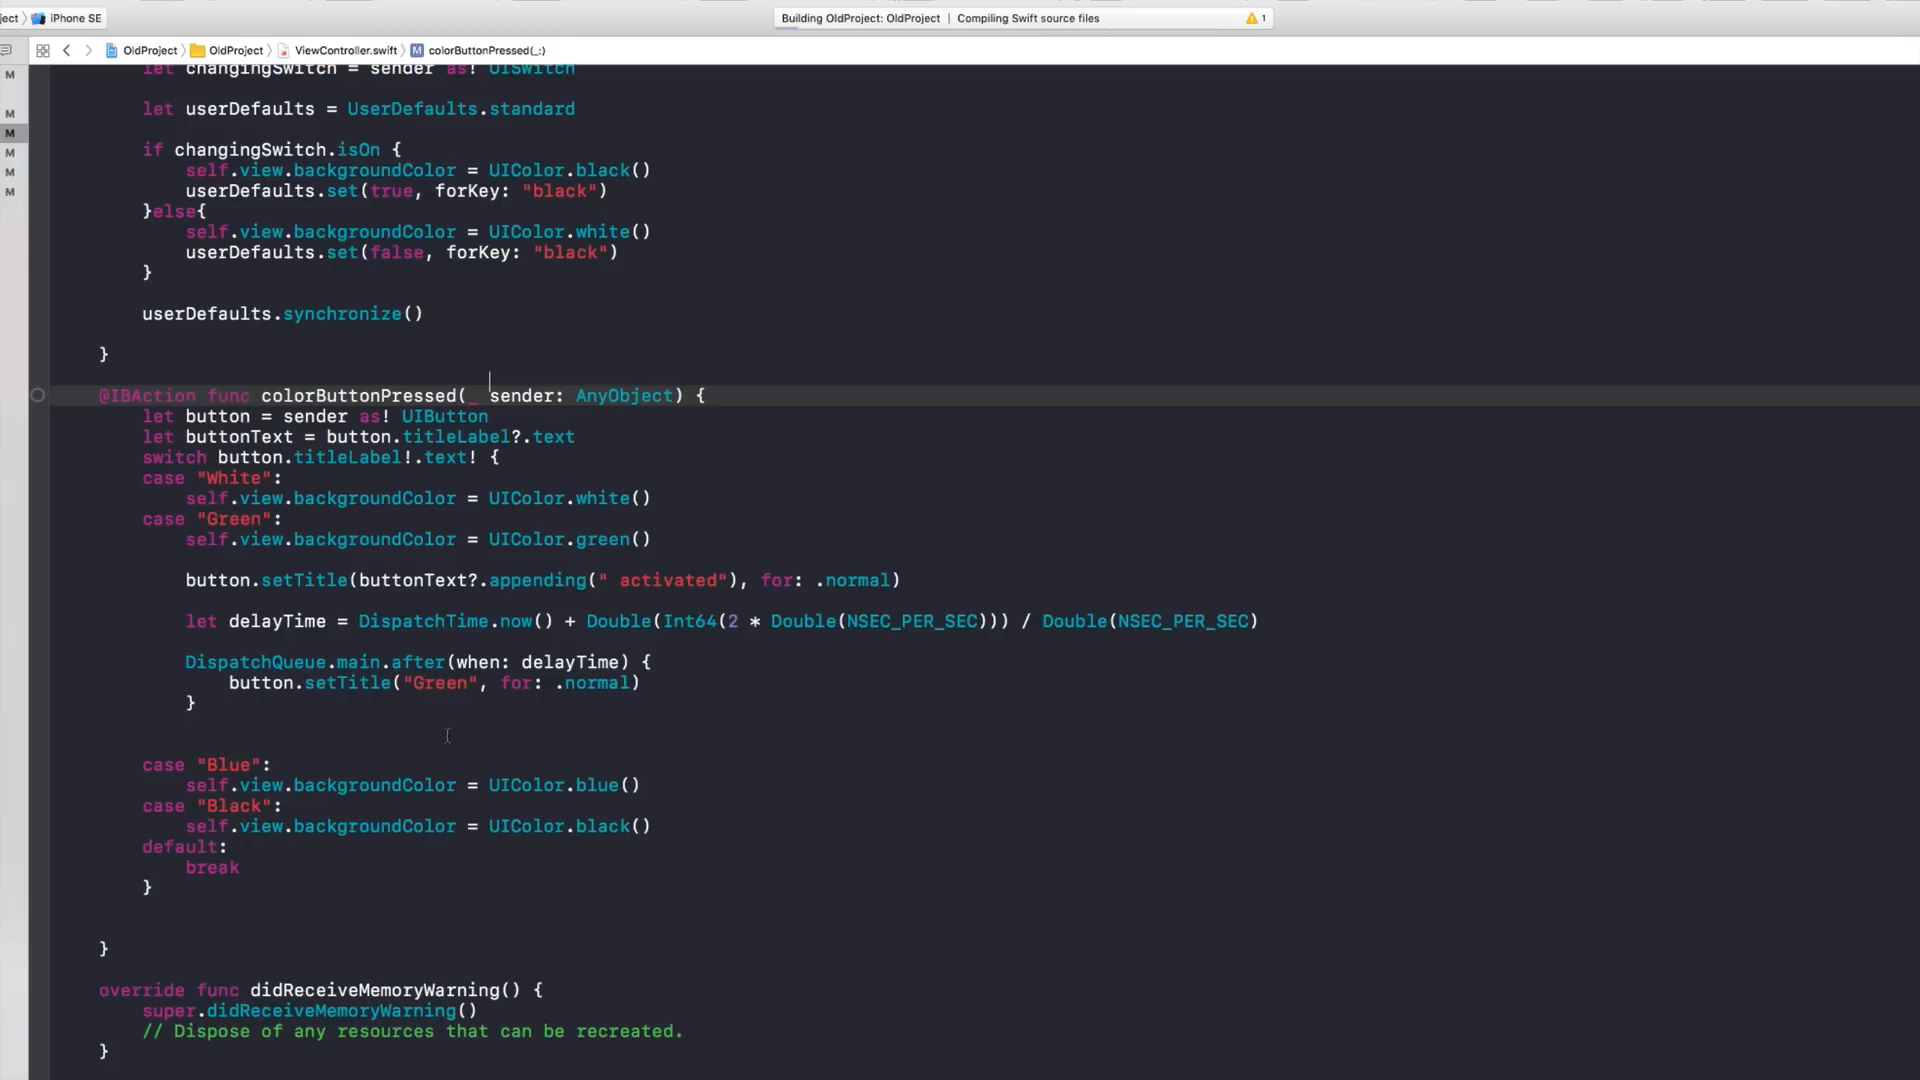 ject iPhone SE Building OldProject: OldProject | Compiling Swift source files 1
OldProject OldProject ViewController.swift M colorButtonPressed(_:)
let changingSwitch = sender as! UISwitch
M
let userDefaults = UserDefaults.standard
M
M
if changingSwitch.isOn {
M
self.view.backgroundColor = UIColor.black()
M
userDefaults.set(true, forKey: "black")
M
}else{
self.view.backgroundColor = UIColor.white()
userDefaults.set(false, forKey: "black")
}
userDefaults.synchronize()
}
@IBAction func colorButtonPressed(_ sender: AnyObject) {
let button = sender as! UIButton
let buttonText = button.titleLabel?.text
switch button.titleLabel!.text! {
case "White":
self.view.backgroundColor = UIColor.white()
case "Green":
self.view.backgroundColor = UIColor.green()
button.setTitle(buttonText?.appending(" activated"), for: .normal)
let delayTime = DispatchTime.now() + Double(Int64(2 * Double(NSEC_PER_SEC))) / Double(NSEC_PER_SEC)
DispatchQueue.main.after(when: delayTime) {
button.setTitle("Green", for: .normal)
}
case "Blue":
self.view.backgroundColor = UIColor.blue()
case "Black":
self.view.backgroundColor = UIColor.black()
default:
break
}
}
override func didReceiveMemoryWarning() {
super.didReceiveMemoryWarning()
// Dispose of any resources that can be recreated.
}